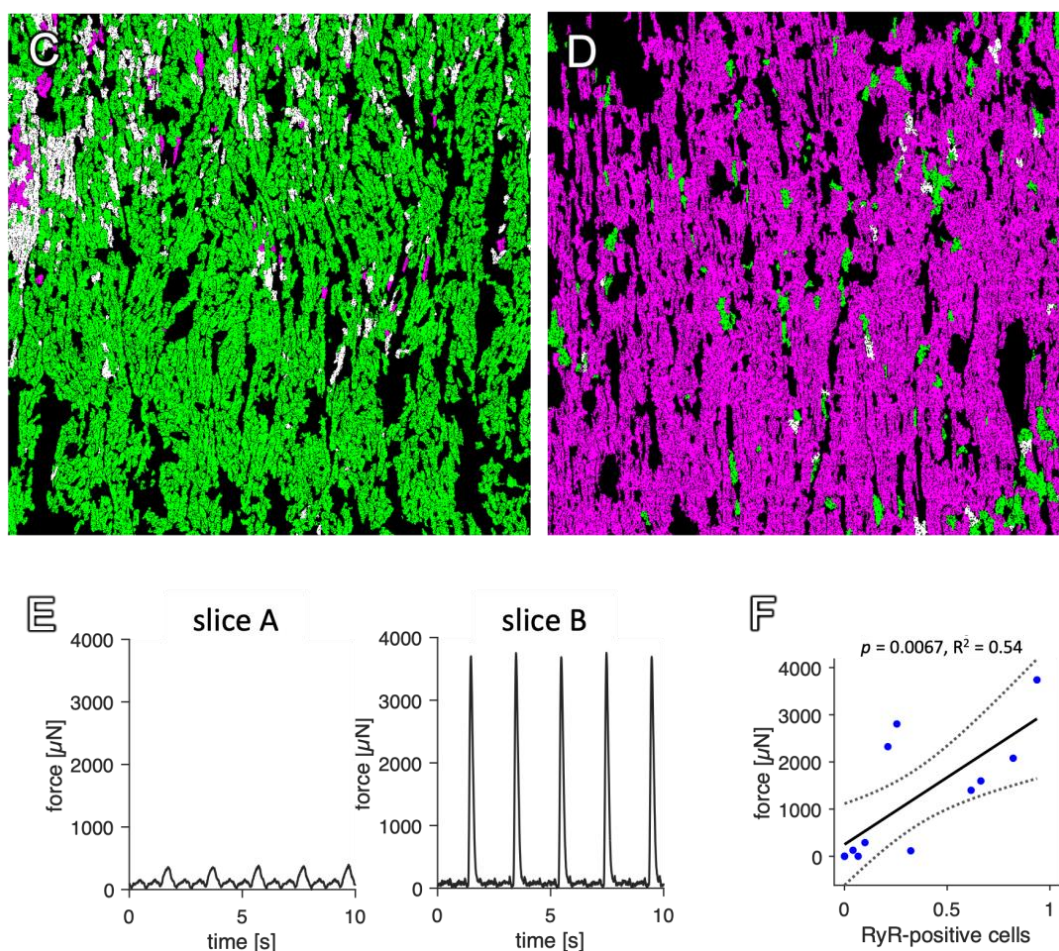 C
D
E
slice A
slice B
F
p = 0.0067, R² = 0.54
4000
3000
2000
1000
0
force [µN]
0
5
10
time [s]
4000
3000
2000
1000
0
force [µN]
0
5
10
time [s]
4000
3000
2000
1000
0
force [µN]
0
0.5
1
RyR-positive cells